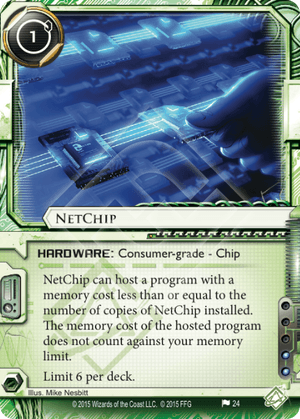 1
NetChip
HARDWARE: Consumer-grade - Chip
NetChip can host a program with a
memory cost less than or equal to the
number of copies of NetChip installed.
The memory cost of the hosted program
does not count against your memory
limit.
Limit 6 per deck.
Illus. Mike Nesbitt
© 2015 Wizards of the Coast LLC. © 2015 FFG 24